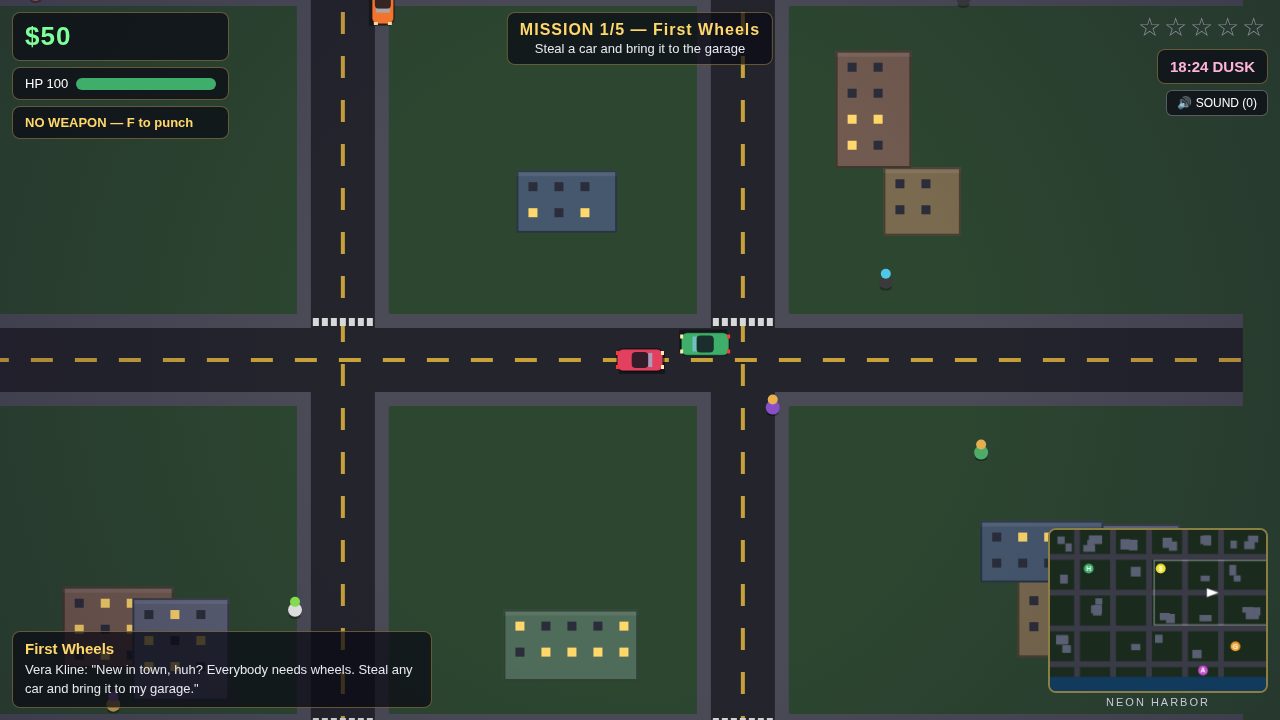 $50
HP 100
NO WEAPON — F to punch
MISSION 1/5 — First Wheels
Steal a car and bring it to the garage
18:24 DUSK
🔊 SOUND (0)
First Wheels
Vera Kline: "New in town, huh? Everybody needs wheels. Steal any
car and bring it to my garage."
H
G
A
NEON HARBOR